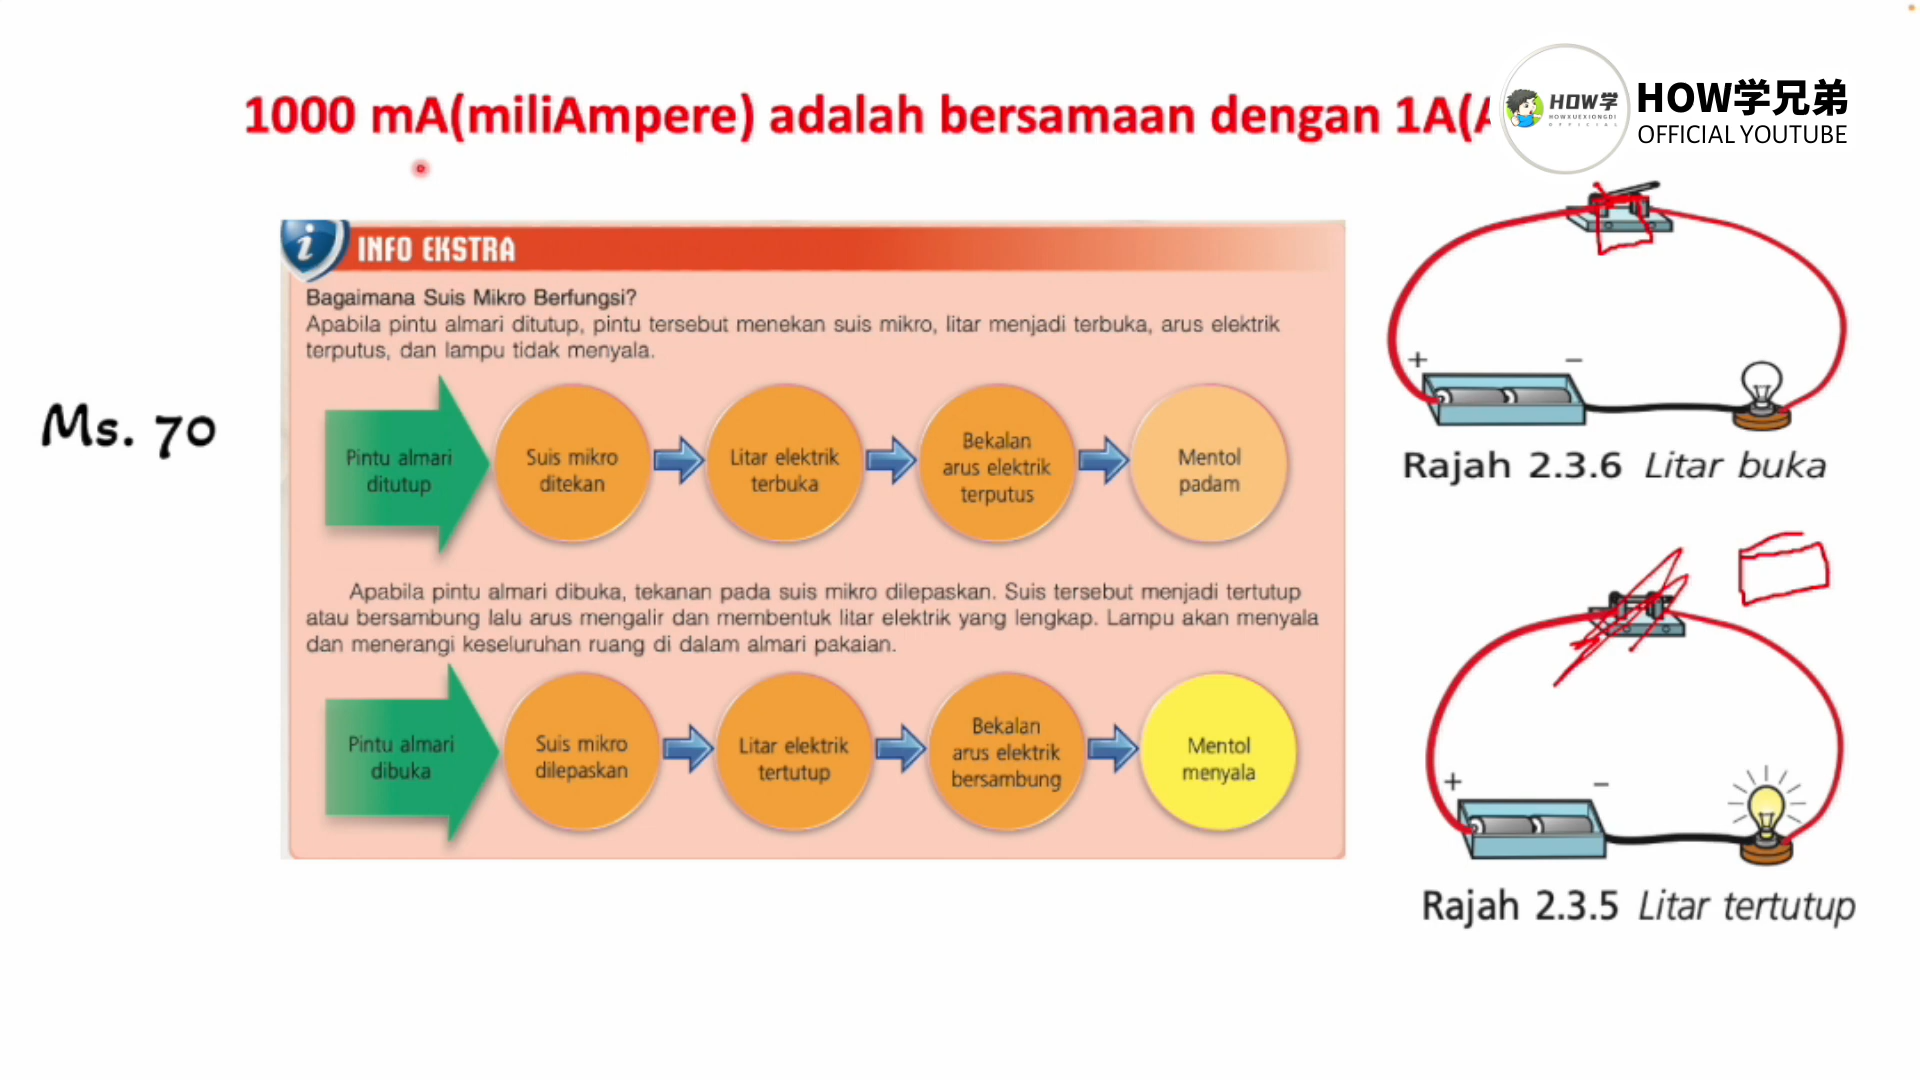 1000 mA(miliAmpere) adalah bersamaan dengan 1A(
HOW学
HOWXUEXIONGDI
OFFICIAL
HOW学兄弟
OFFICIAL YOUTUBE
i
INFO EKSTRA
Bagaimana Suis Mikro Berfungsi?
Apabila pintu almari ditutup, pintu tersebut menekan suis mikro, litar menjadi terbuka, arus elektrik
terputus, dan lampu tidak menyala.
Pintu almari
ditutup
Suis mikro
ditekan
Litar elektrik
terbuka
Bekalan
arus elektrik
terputus
Mentol
padam
Apabila pintu almari dibuka, tekanan pada suis mikro dilepaskan. Suis tersebut menjadi tertutup
atau bersambung lalu arus mengalir dan membentuk litar elektrik yang lengkap. Lampu akan menyala
dan menerangi keseluruhan ruang di dalam almari pakaian.
Pintu almari
dibuka
Suis mikro
dilepaskan
Litar elektrik
tertutup
Bekalan
arus elektrik
bersambung
Mentol
menyala
Ms. 70
+ −
Rajah 2.3.6 Litar buka
+ −
Rajah 2.3.5 Litar tertutup